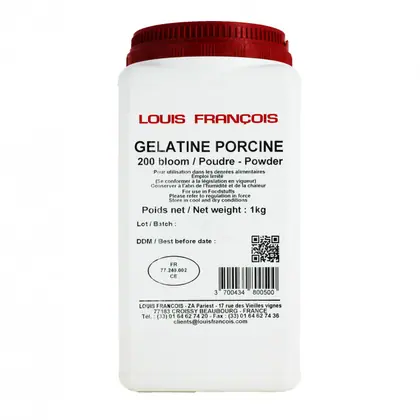 LOUIS FRANÇOIS
GELATINE PORCINE
200 bloom / Poudre - Powder
Pour utilisation dans les denrées alimentaires
Emploi limité
(Se conformer à la législation en vigueur)
Conserver à l'abri de l'humidité et de la chaleur
For use in Foodstuffs
Please refer to regulation in force
Store in cool and dry conditions
Poids net / Net weight : 1kg
Lot / Batch :
DDM / Best before date :
FR
77.240.002
CE
3 700434 800500
LOUIS FRANCOIS - ZA Pariest - 17 rue des Vieilles vignes
77183 CROISSY BEAUBOURG - FRANCE
Tél : (33) 01 64 62 74 20 - Fax : (33) 01 64 62 74 36
clients@louisfrancois.com